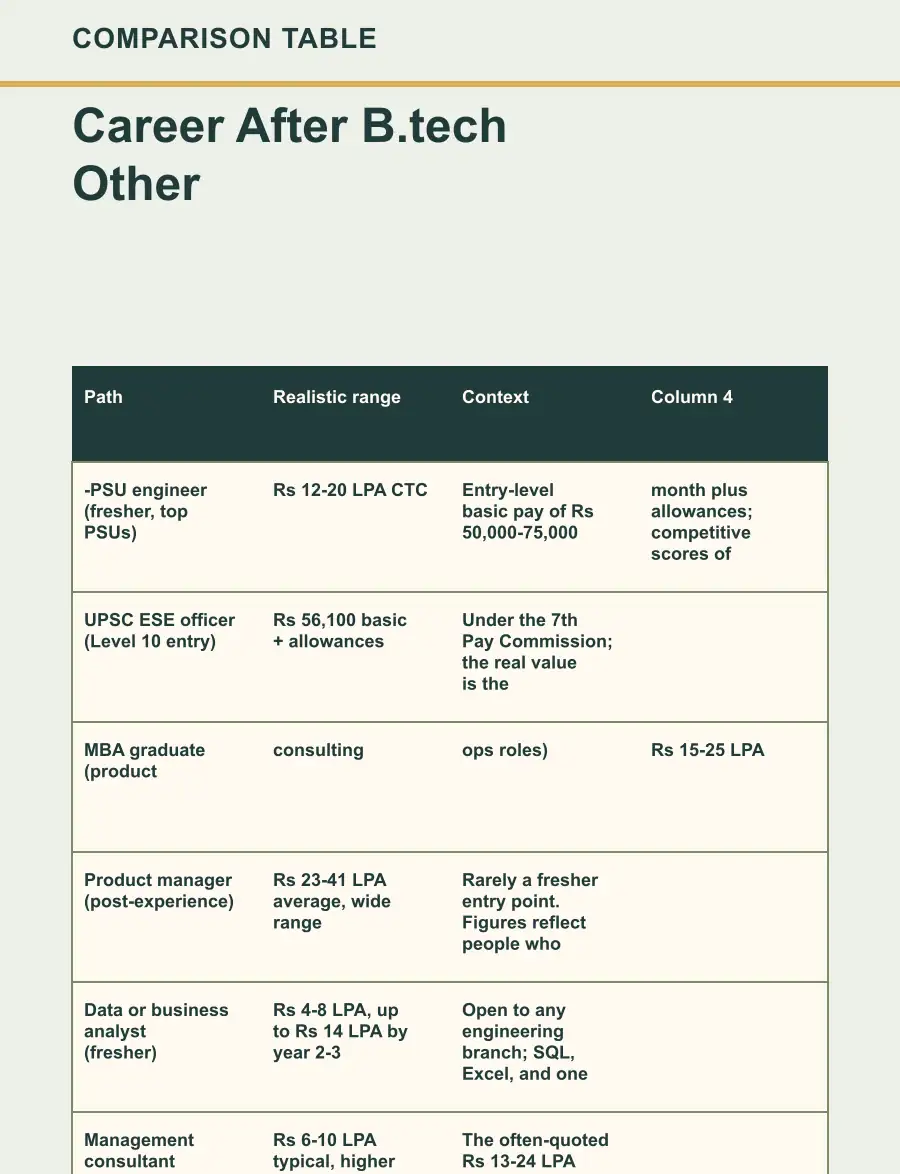 COMPARISON TABLE
Career After B.tech
Other
Path
Realistic range
Context
Column 4
-PSU engineer
(fresher, top
PSUs)
Rs 12-20 LPA CTC
Entry-level
basic pay of Rs
50,000-75,000
month plus
allowances;
competitive
scores of
UPSC ESE officer
(Level 10 entry)
Rs 56,100 basic
+ allowances
Under the 7th
Pay Commission;
the real value
is the
MBA graduate
(product
consulting
ops roles)
Rs 15-25 LPA
Product manager
(post-experience)
Rs 23-41 LPA
average, wide
range
Rarely a fresher
entry point.
Figures reflect
people who
Data or business
analyst
(fresher)
Rs 4-8 LPA, up
to Rs 14 LPA by
year 2-3
Open to any
engineering
branch; SQL,
Excel, and one
Management
consultant
Rs 6-10 LPA
typical, higher
The often-quoted
Rs 13-24 LPA